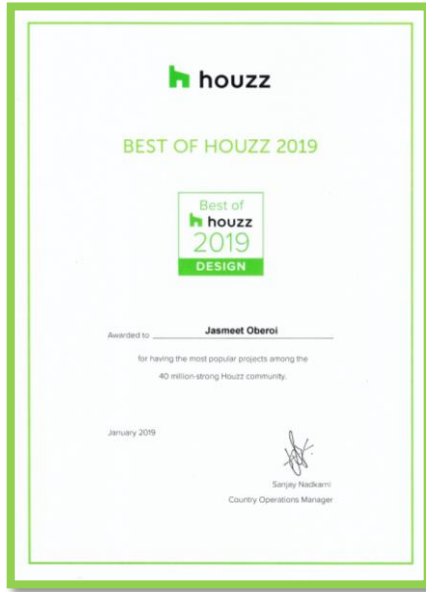 houzz
BEST OF HOUZZ 2019
Best of
houzz
2019
DESIGN
Awarded to Jasmeet Oberoi
for having the most popular projects among the
40 million-strong Houzz community.
January 2019
Sanjay Nadkarni
Country Operations Manager